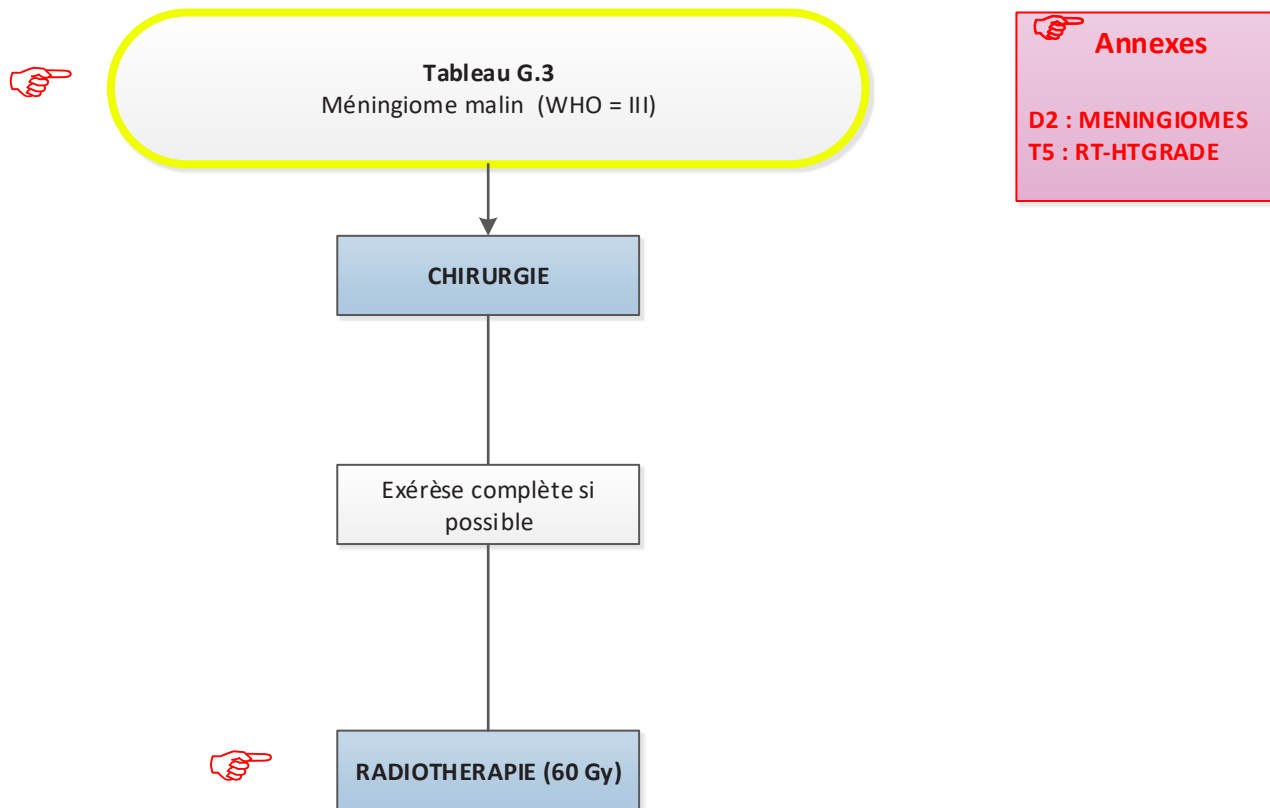 Tableau G.3
Méningiome malin (WHO = III)
Annexes
D2 : MENINGIOMES
T5 : RT-HTGRADE
CHIRURGIE
Exérèse complète si
possible
RADIOTHERAPIE (60 Gy)